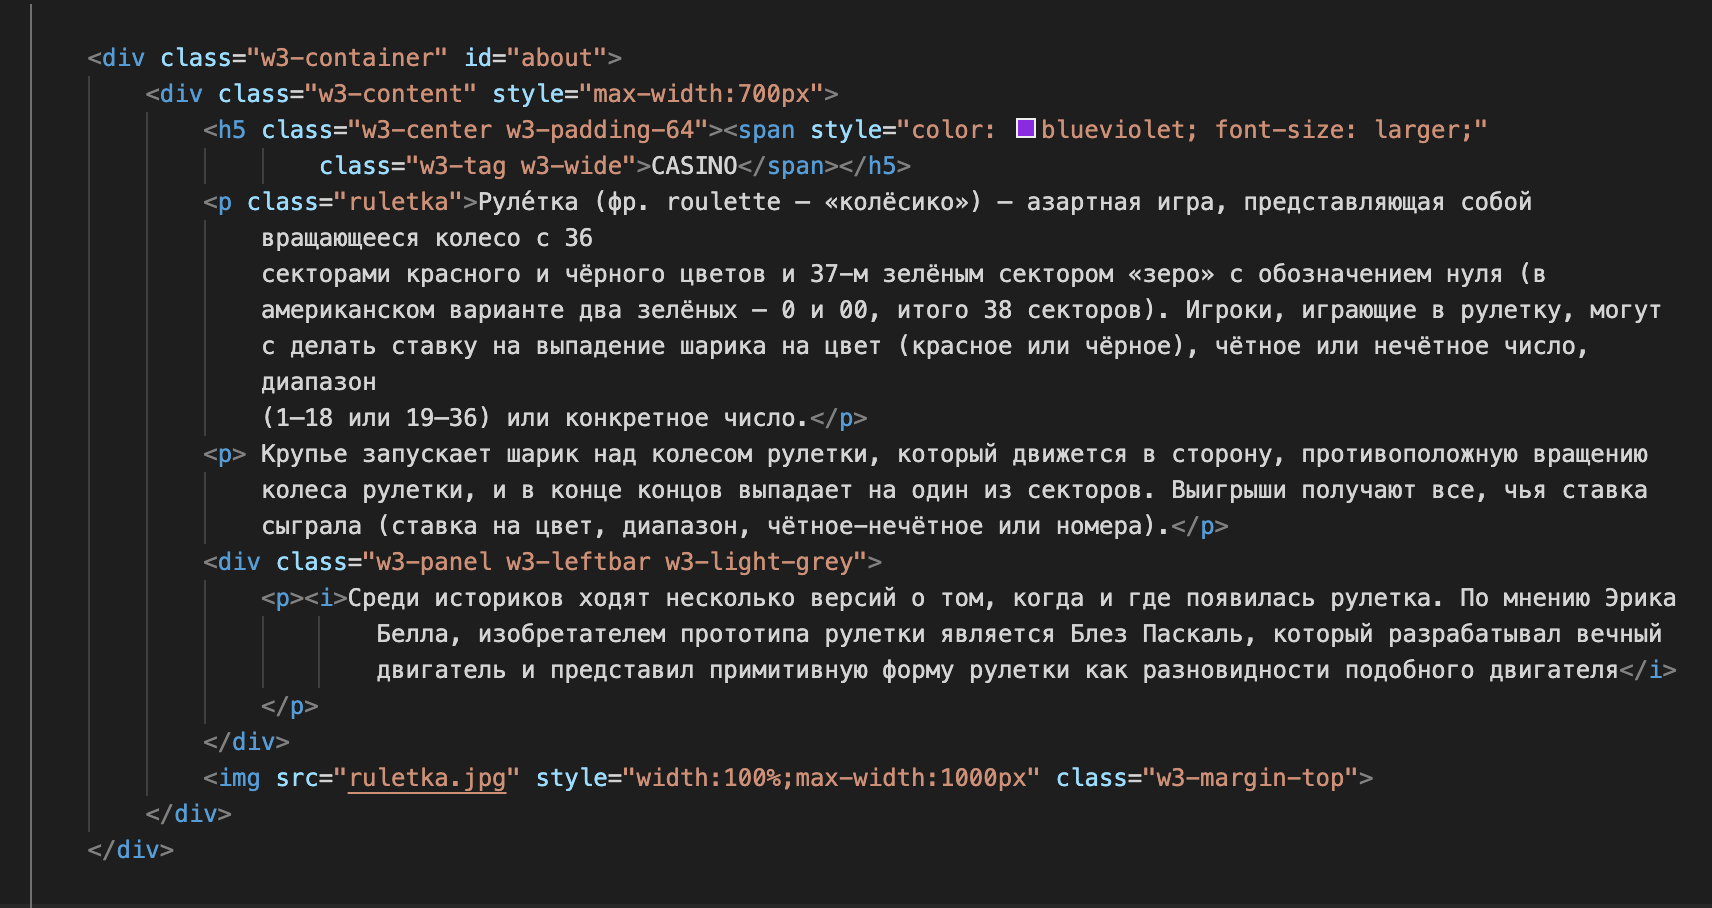 <div class="w3-container" id="about">
<div class="w3-content" style="max-width:700px">
<h5 class="w3-center w3-padding-64"><span style="color: blueviolet; font-size: larger;"
class="w3-tag w3-wide">CASINO</span></h5>
<p class="ruletka">Руле́тка (фр. roulette — «колёсико») — азартная игра, представляющая собой
вращающееся колесо с 36
секторами красного и чёрного цветов и 37-м зелёным сектором «зеро» с обозначением нуля (в
американском варианте два зелёных — 0 и 00, итого 38 секторов). Игроки, играющие в рулетку, могут
с делать ставку на выпадение шарика на цвет (красное или чёрное), чётное или нечётное число,
диапазон
(1—18 или 19—36) или конкретное число.</p>
<p> Крупье запускает шарик над колесом рулетки, который движется в сторону, противоположную вращению
колеса рулетки, и в конце концов выпадает на один из секторов. Выигрыши получают все, чья ставка
сыграла (ставка на цвет, диапазон, чётное-нечётное или номера).</p>
<div class="w3-panel w3-leftbar w3-light-grey">
<p><i>Среди историков ходят несколько версий о том, когда и где появилась рулетка. По мнению Эрика
Белла, изобретателем прототипа рулетки является Блез Паскаль, который разрабатывал вечный
двигатель и представил примитивную форму рулетки как разновидности подобного двигателя</i>
</p>
</div>
<img src="ruletka.jpg" style="width:100%;max-width:1000px" class="w3-margin-top">
</div>
</div>